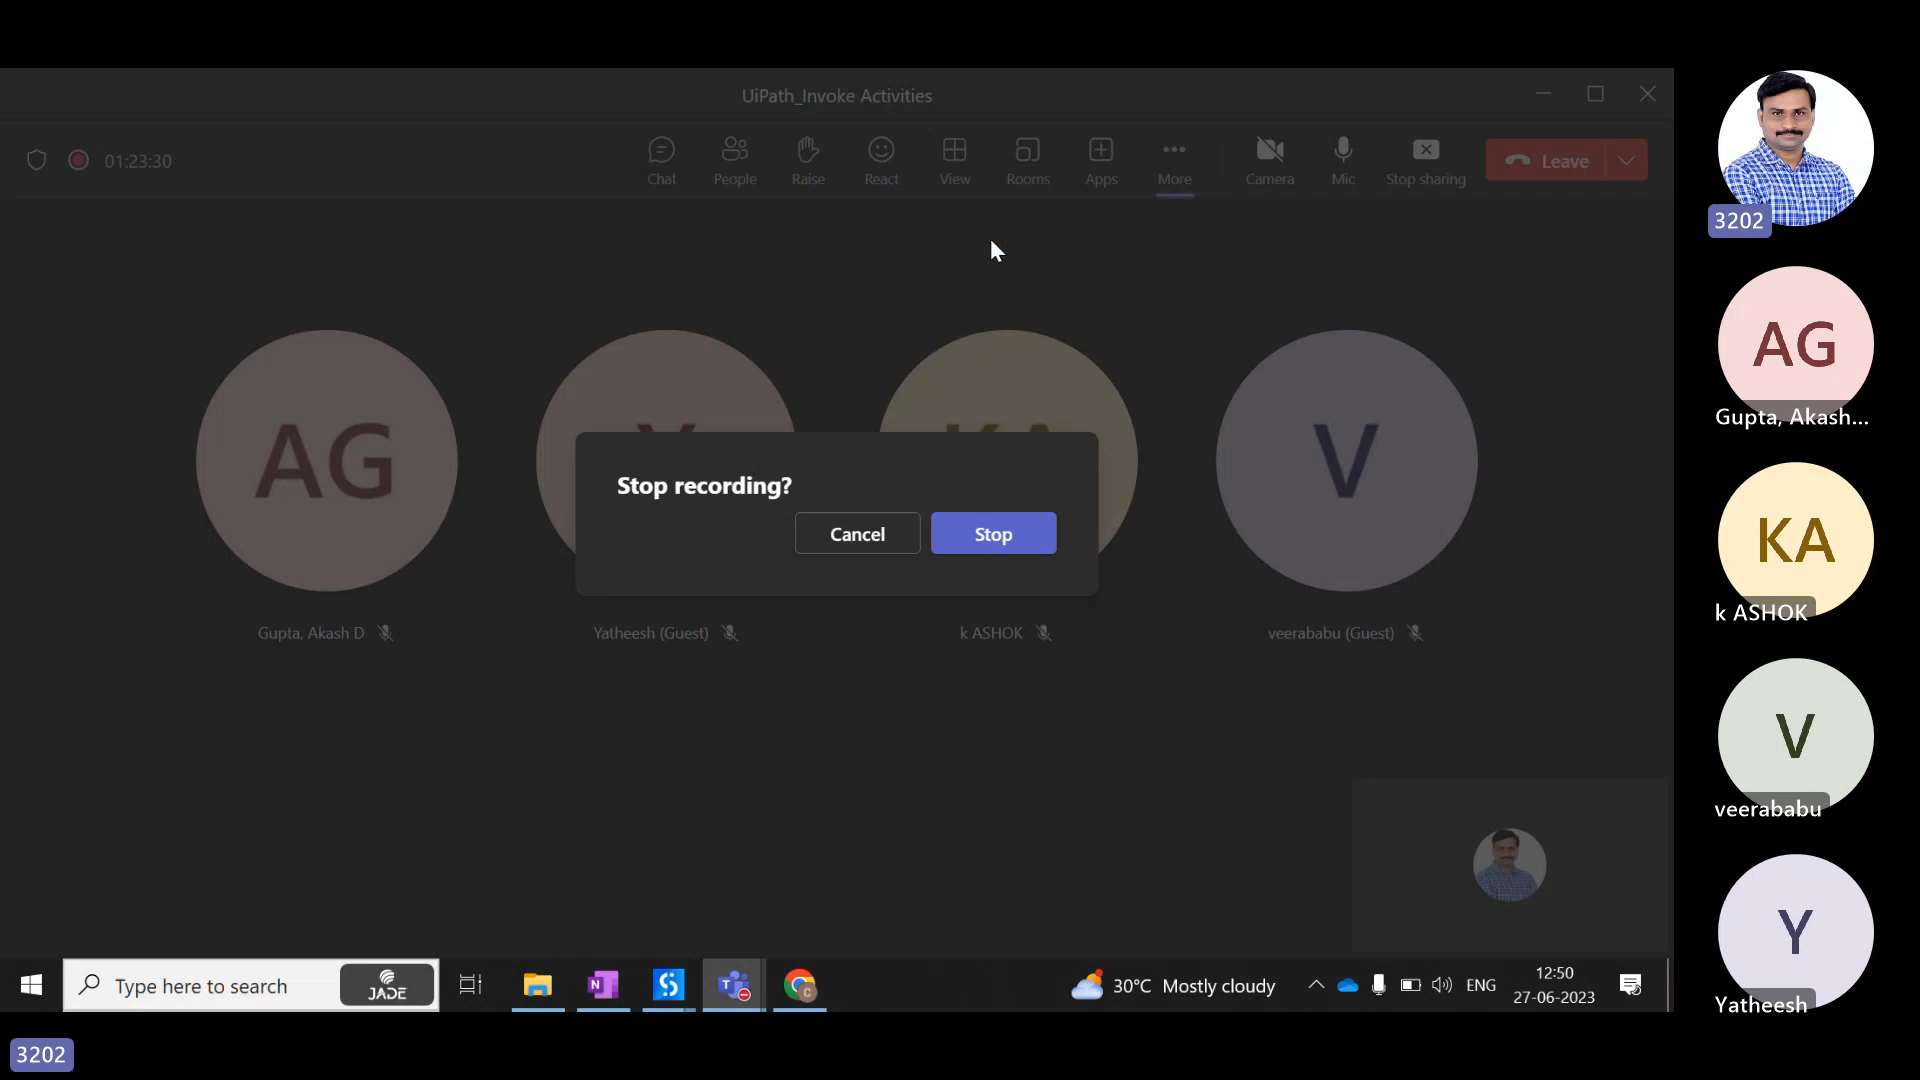 UiPath_Invoke Activities
01:23:30
Chat
People
Raise
React
View
Rooms
Apps
More
Camera
Mic
Stop sharing
Leave
AG
V
Stop recording?
Cancel
Stop
Gupta, Akash D
Yatheesh (Guest)
k ASHOK
veerababu (Guest)
3202
AG
Gupta, Akash...
KA
k ASHOK
V
veerababu
Y
Yatheesh
Type here to search
JADE
N
T
C
30°C Mostly cloudy
ENG
12:50
27-06-2023
3202